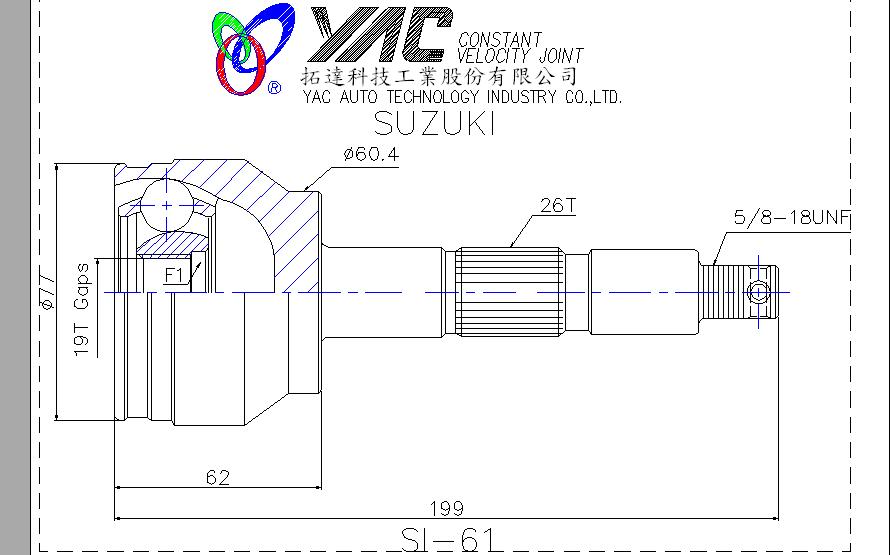 YAC CONSTANT
VELOCITY JOINT
®
拓達科技工業股份有限公司
YAC AUTO TECHNOLOGY INDUSTRY CO.,LTD.
SUZUKI
ø60.4
26T
5/8-18UNF
F1
ø77
19T Gaps
62
199
SI-61